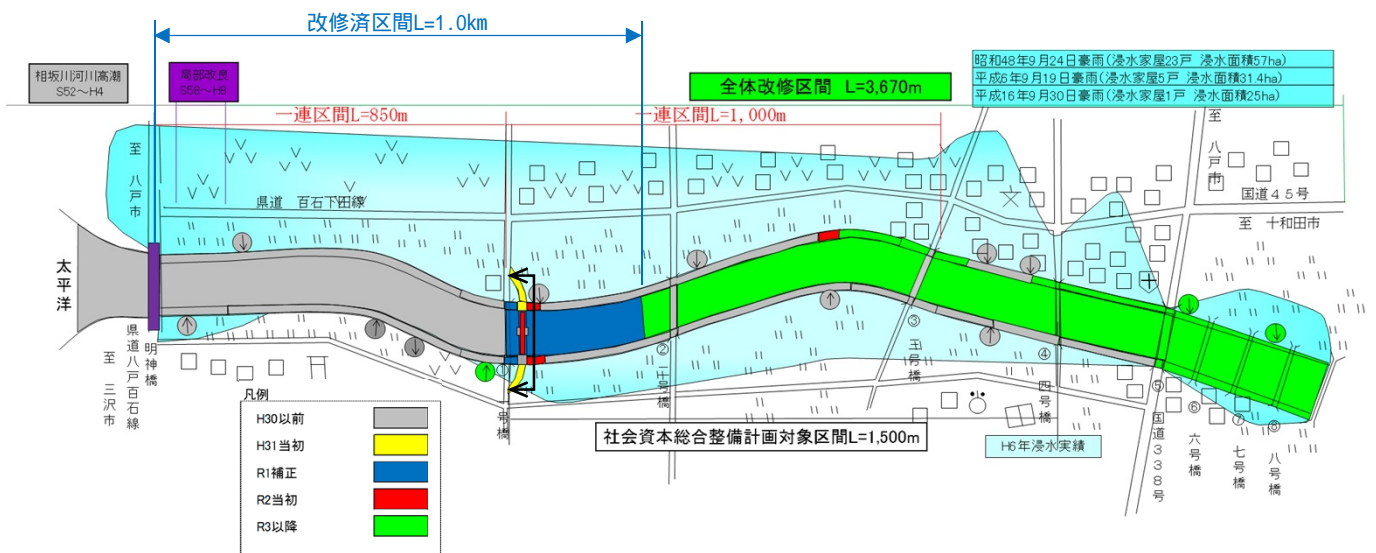 改修済区間L=1.0km
相坂川河川高潮
S52～H4
局部改良
S58～H8
全体改修区間 L=3,670m
昭和48年9月24日豪雨(浸水家屋23戸 浸水面積57ha)
平成6年9月19日豪雨(浸水家屋5戸 浸水面積31.4ha)
平成16年9月30日豪雨(浸水家屋1戸 浸水面積25ha)
一連区間L=850m
一連区間L=1,000m
至 八戸市
至 八戸市
県道 百石下田線
国道45号
至 十和田市
太平洋
県道八戸百石線
明神橋
至 三沢市
①
一号橋
②
二号橋
③
三号橋
④
四号橋
⑤
国道338号
⑥
六号橋
⑦
七号橋
⑧
八号橋
社会資本総合整備計画対象区間L=1,500m
H6年浸水実績
凡例
H30以前
H31当初
R1補正
R2当初
R3以降